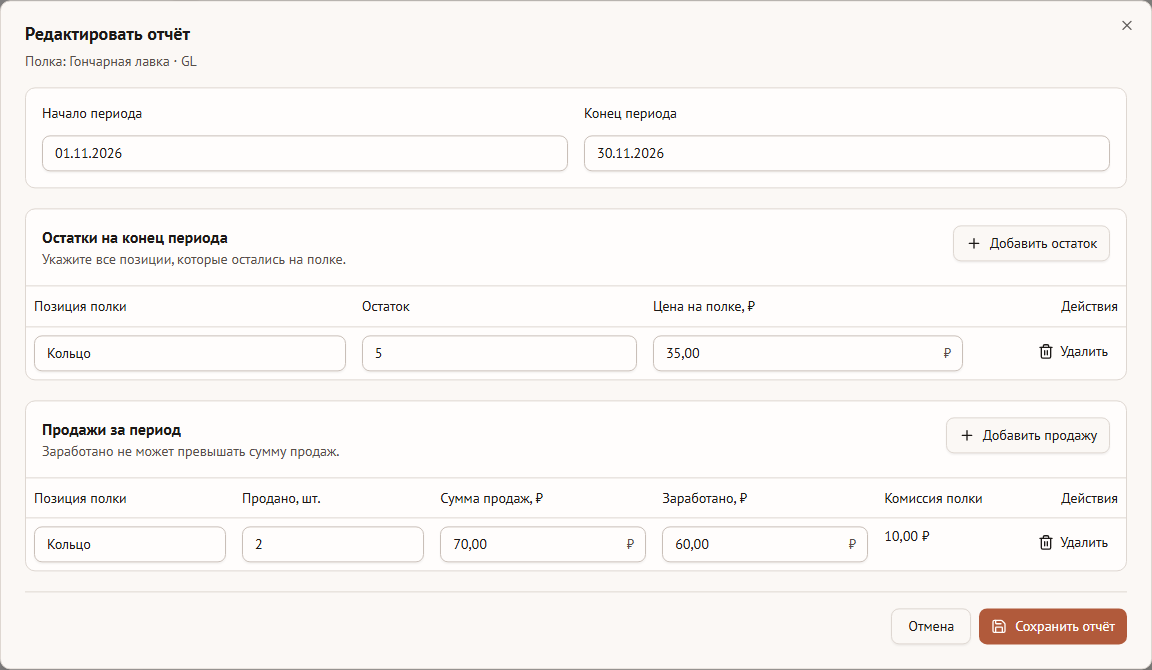 Редактировать отчёт
Полка: Гончарная лавка · GL
Начало периода
Конец периода
01.11.2026
30.11.2026
Остатки на конец периода
Укажите все позиции, которые остались на полке.
Добавить остаток
Позиция полки
Остаток
Цена на полке, ₽
Действия
Кольцо
5
35,00 ₽
Удалить
Продажи за период
Заработано не может превышать сумму продаж.
Добавить продажу
Позиция полки
Продано, шт.
Сумма продаж, ₽
Заработано, ₽
Комиссия полки
Действия
Кольцо
2
70,00 ₽
60,00 ₽
10,00 ₽
Удалить
Отмена
Сохранить отчёт